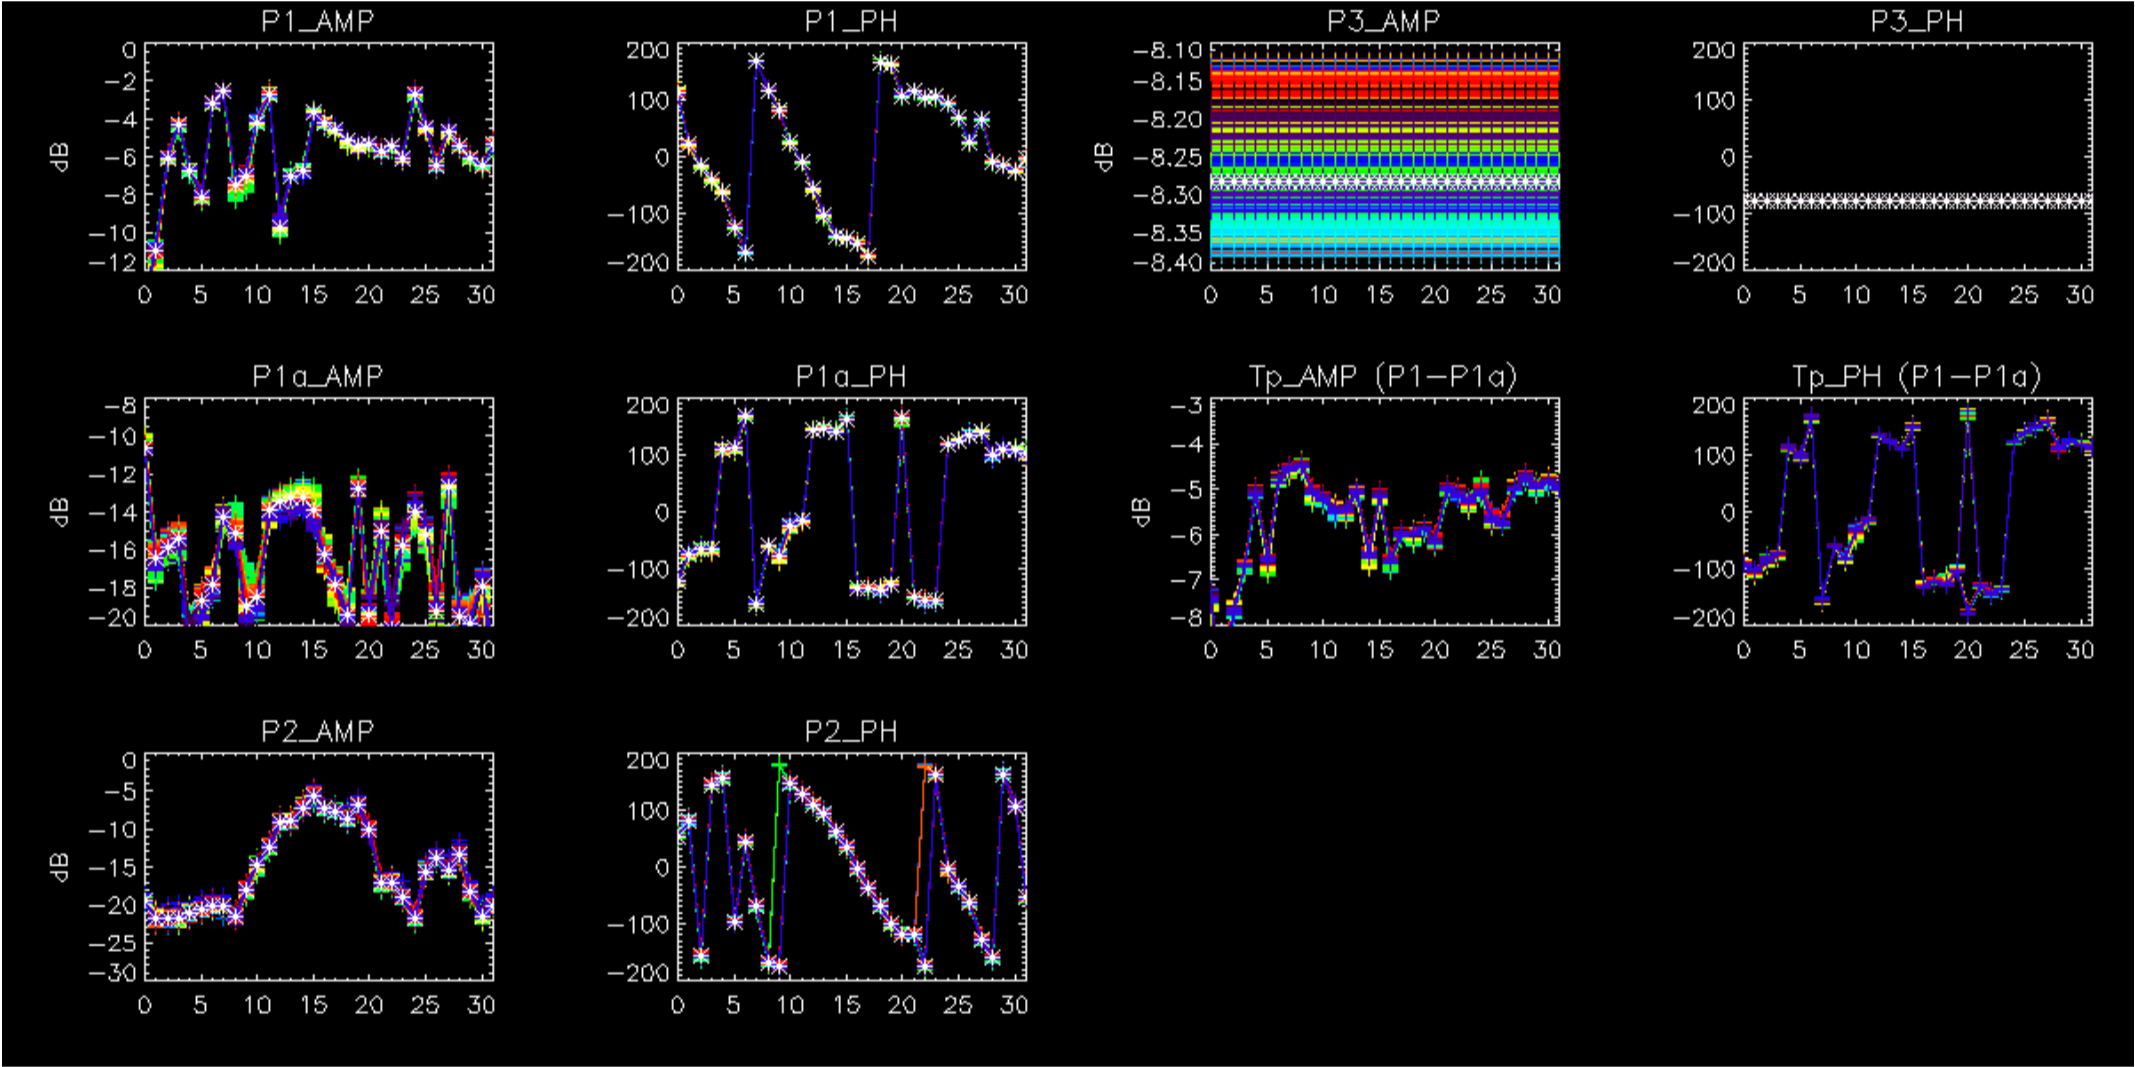 P1_AMP P1_PH P3_AMP P3_PH
0 200 -8.10 200
-2 100 -8.15 100
-4 0 -8.20 0
-6 -100 -8.25 -100
-8 -200 -8.30 -200
-10 -8.35
-12 -8.40
dB dB
0 5 10 15 20 25 30 0 5 10 15 20 25 30 0 5 10 15 20 25 30 0 5 10 15 20 25 30
P1a_AMP P1a_PH Tp_AMP (P1-P1a) Tp_PH (P1-P1a)
-8 200 -3 200
-10 100 -4 100
-12 0 -5 0
-14 -100 -6 -100
-16 -200 -7 -200
-18 -8
-20
dB dB
0 5 10 15 20 25 30 0 5 10 15 20 25 30 0 5 10 15 20 25 30 0 5 10 15 20 25 30
P2_AMP P2_PH
0 200
-5 100
-10 0
-15 -100
-20 -200
-25
-30
dB
0 5 10 15 20 25 30 0 5 10 15 20 25 30